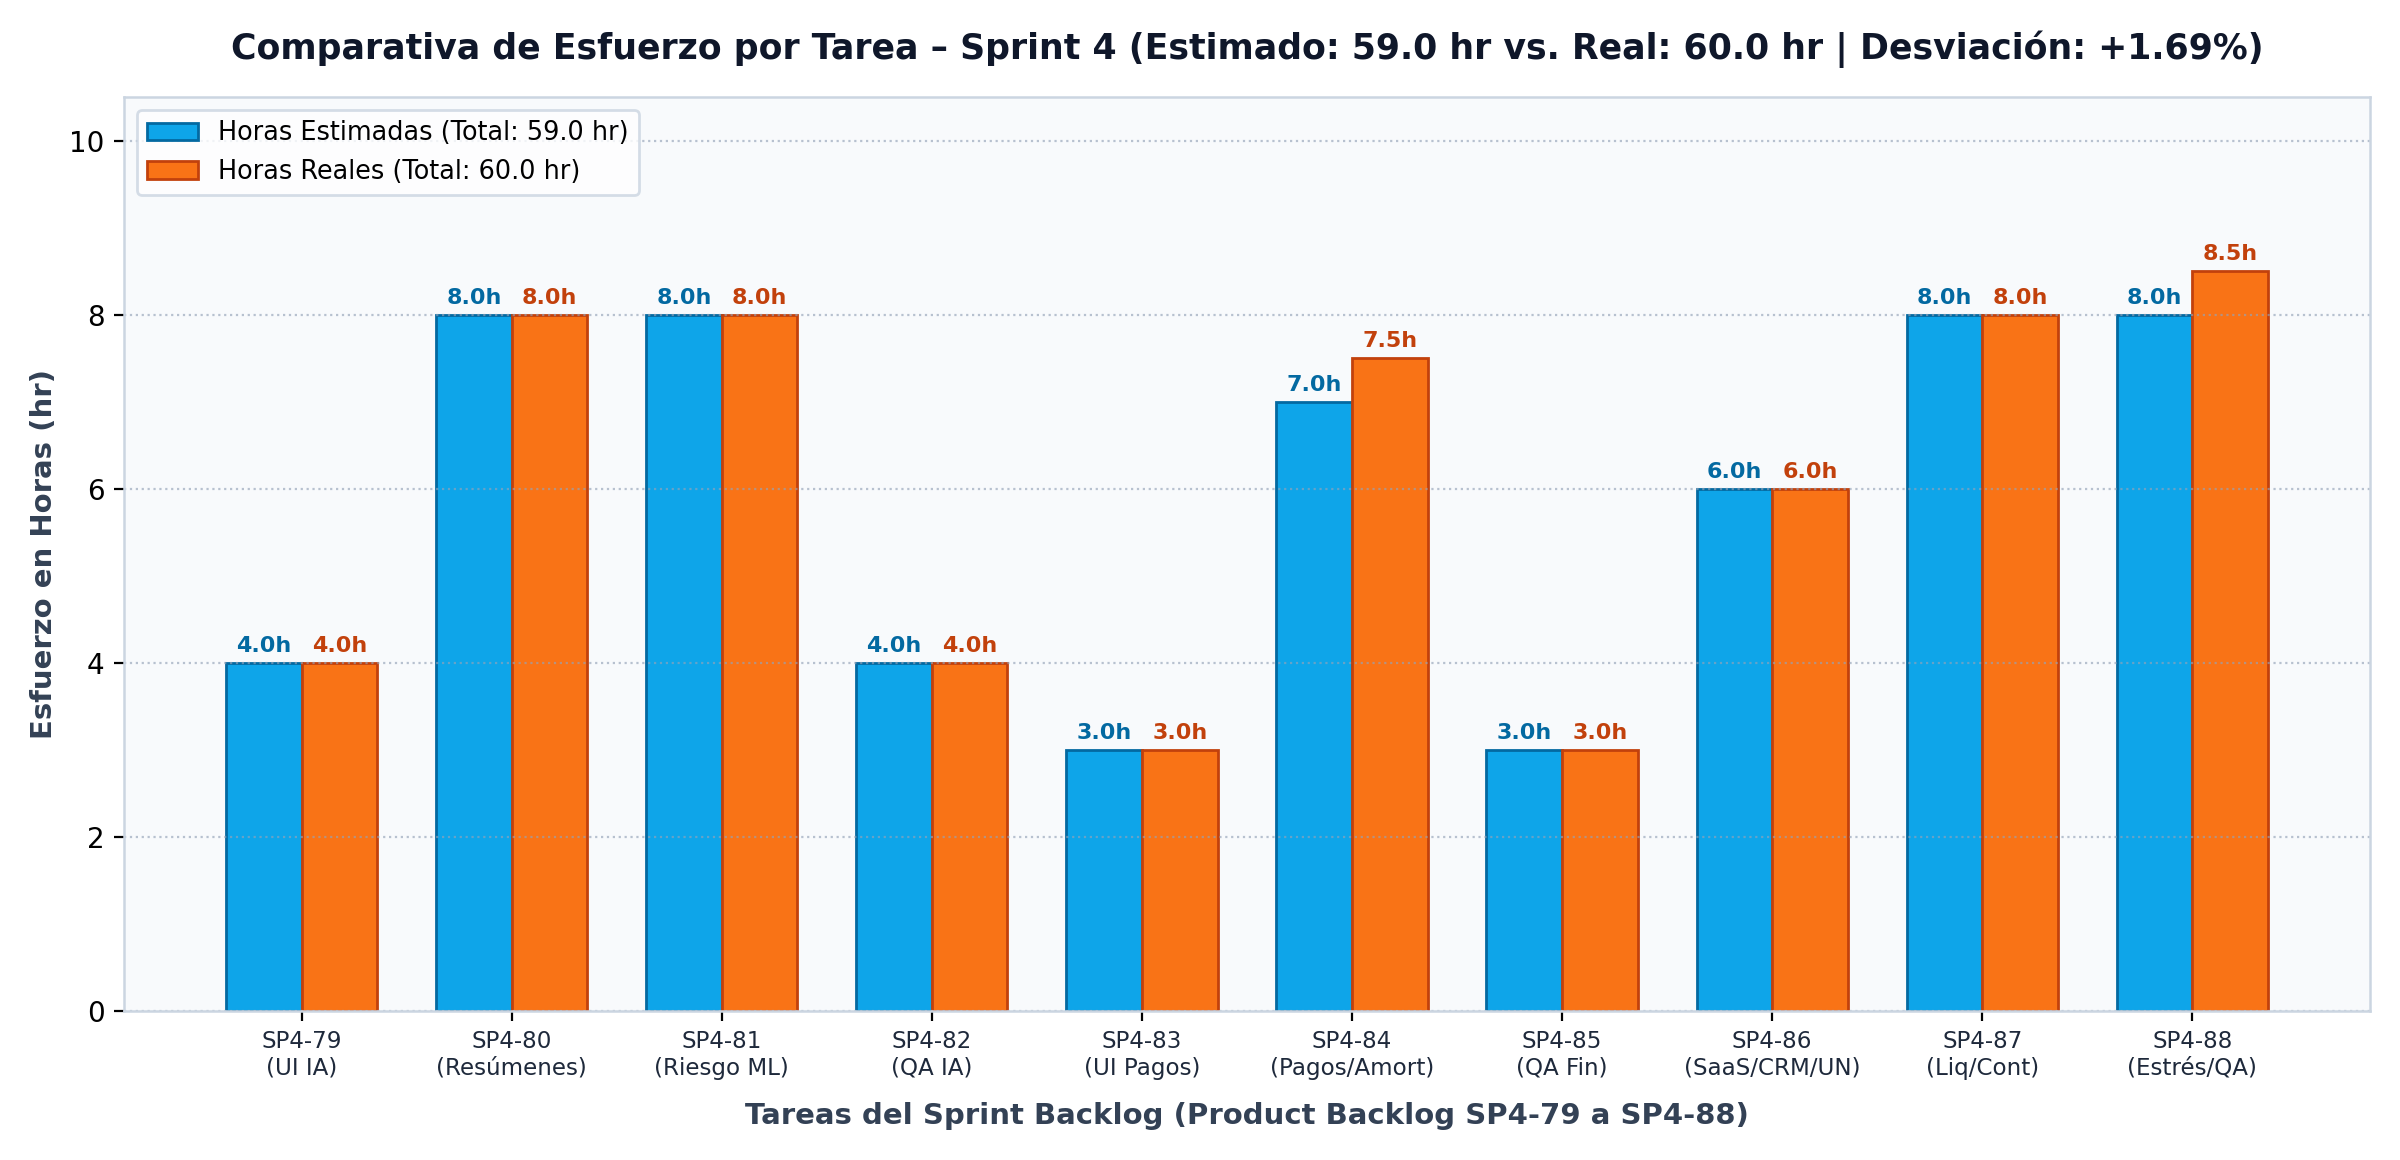 Comparativa de Esfuerzo por Tarea – Sprint 4 (Estimado: 59.0 hr vs. Real: 60.0 hr | Desviación: +1.69%)
Horas Estimadas (Total: 59.0 hr)
Horas Reales (Total: 60.0 hr)
Esfuerzo en Horas (hr)
10
8
6
4
2
0
4.0h 4.0h
8.0h 8.0h
8.0h 8.0h
4.0h 4.0h
3.0h 3.0h
7.0h 7.5h
3.0h 3.0h
6.0h 6.0h
8.0h 8.0h
8.0h 8.5h
SP4-79
(UI IA)
SP4-80
(Resúmenes)
SP4-81
(Riesgo ML)
SP4-82
(QA IA)
SP4-83
(UI Pagos)
SP4-84
(Pagos/Amort)
SP4-85
(QA Fin)
SP4-86
(SaaS/CRM/UN)
SP4-87
(Liq/Cont)
SP4-88
(Estrés/QA)
Tareas del Sprint Backlog (Product Backlog SP4-79 a SP4-88)